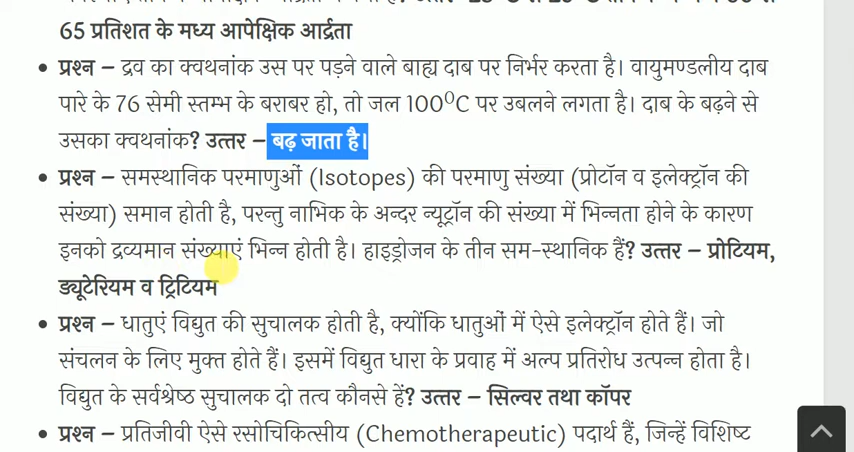 65 प्रतिशत के मध्य आपेक्षिक आर्द्रता
प्रश्न – द्रव का क्वथनांक उस पर पड़ने वाले बाह्य दाब पर निर्भर करता है। वायुमण्डलीय दाब
पारे के 76 सेमी स्तम्भ के बराबर हो, तो जल 100⁰C पर उबलने लगता है। दाब के बढ़ने से
उसका क्वथनांक? उत्तर – बढ़ जाता है।
प्रश्न – समस्थानिक परमाणुओं (Isotopes) की परमाणु संख्या (प्रोटॉन व इलेक्ट्रॉन की
संख्या) समान होती है, परन्तु नाभिक के अन्दर न्यूट्रॉन की संख्या में भिन्नता होने के कारण
इनको द्रव्यमान संख्याएं भिन्न होती है। हाइड्रोजन के तीन सम-स्थानिक हैं? उत्तर – प्रोटियम,
ड्यूटेरियम व ट्रिटियम
प्रश्न – धातुएं विद्युत की सुचालक होती है, क्योंकि धातुओं में ऐसे इलेक्ट्रॉन होते हैं। जो
संचलन के लिए मुक्त होते हैं। इसमें विद्युत धारा के प्रवाह में अल्प प्रतिरोध उत्पन्न होता है।
विद्युत के सर्वश्रेष्ठ सुचालक दो तत्व कौनसे हें? उत्तर – सिल्वर तथा कॉपर
प्रश्न – प्रतिजीवी ऐसे रसोचिकित्सीय (Chemotherapeutic) पदार्थ हैं, जिन्हें विशिष्ट